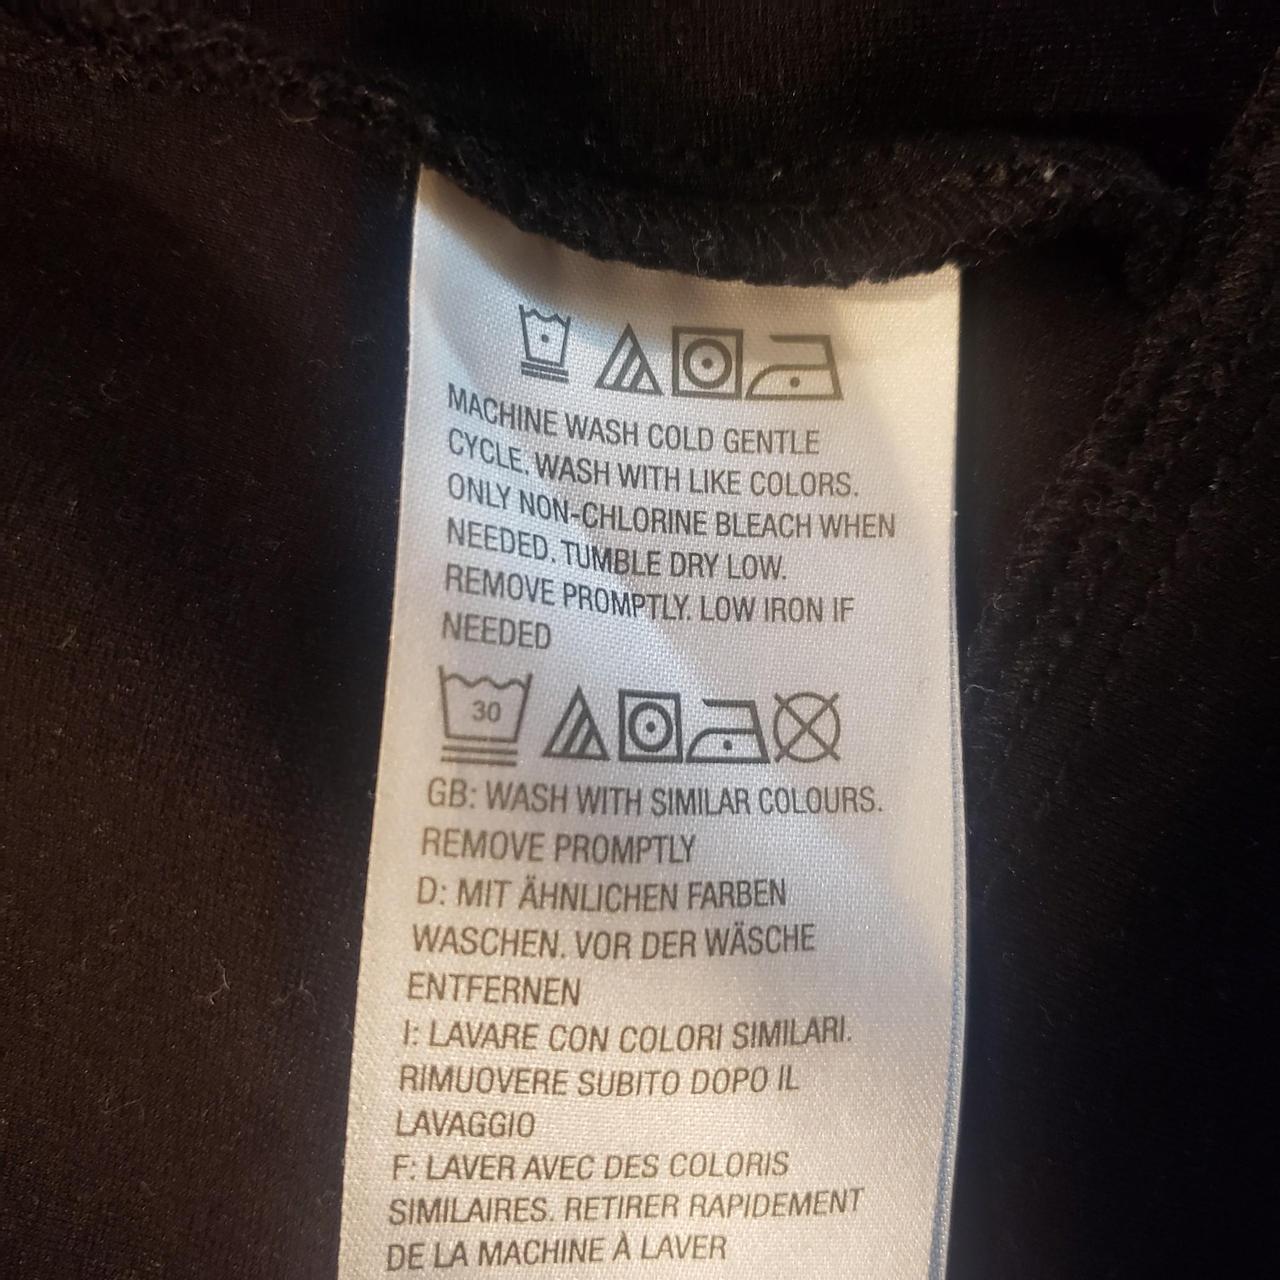 MACHINE WASH COLD GENTLE
CYCLE. WASH WITH LIKE COLORS.
ONLY NON-CHLORINE BLEACH WHEN
NEEDED. TUMBLE DRY LOW.
REMOVE PROMPTLY. LOW IRON IF
NEEDED
30
GB: WASH WITH SIMILAR COLOURS.
REMOVE PROMPTLY
D: MIT ÄHNLICHEN FARBEN
WASCHEN. VOR DER WÄSCHE
ENTFERNEN
I: LAVARE CON COLORI SIMILARI.
RIMUOVERE SUBITO DOPO IL
LAVAGGIO
F: LAVER AVEC DES COLORIS
SIMILAIRES. RETIRER RAPIDEMENT
DE LA MACHINE À LAVER